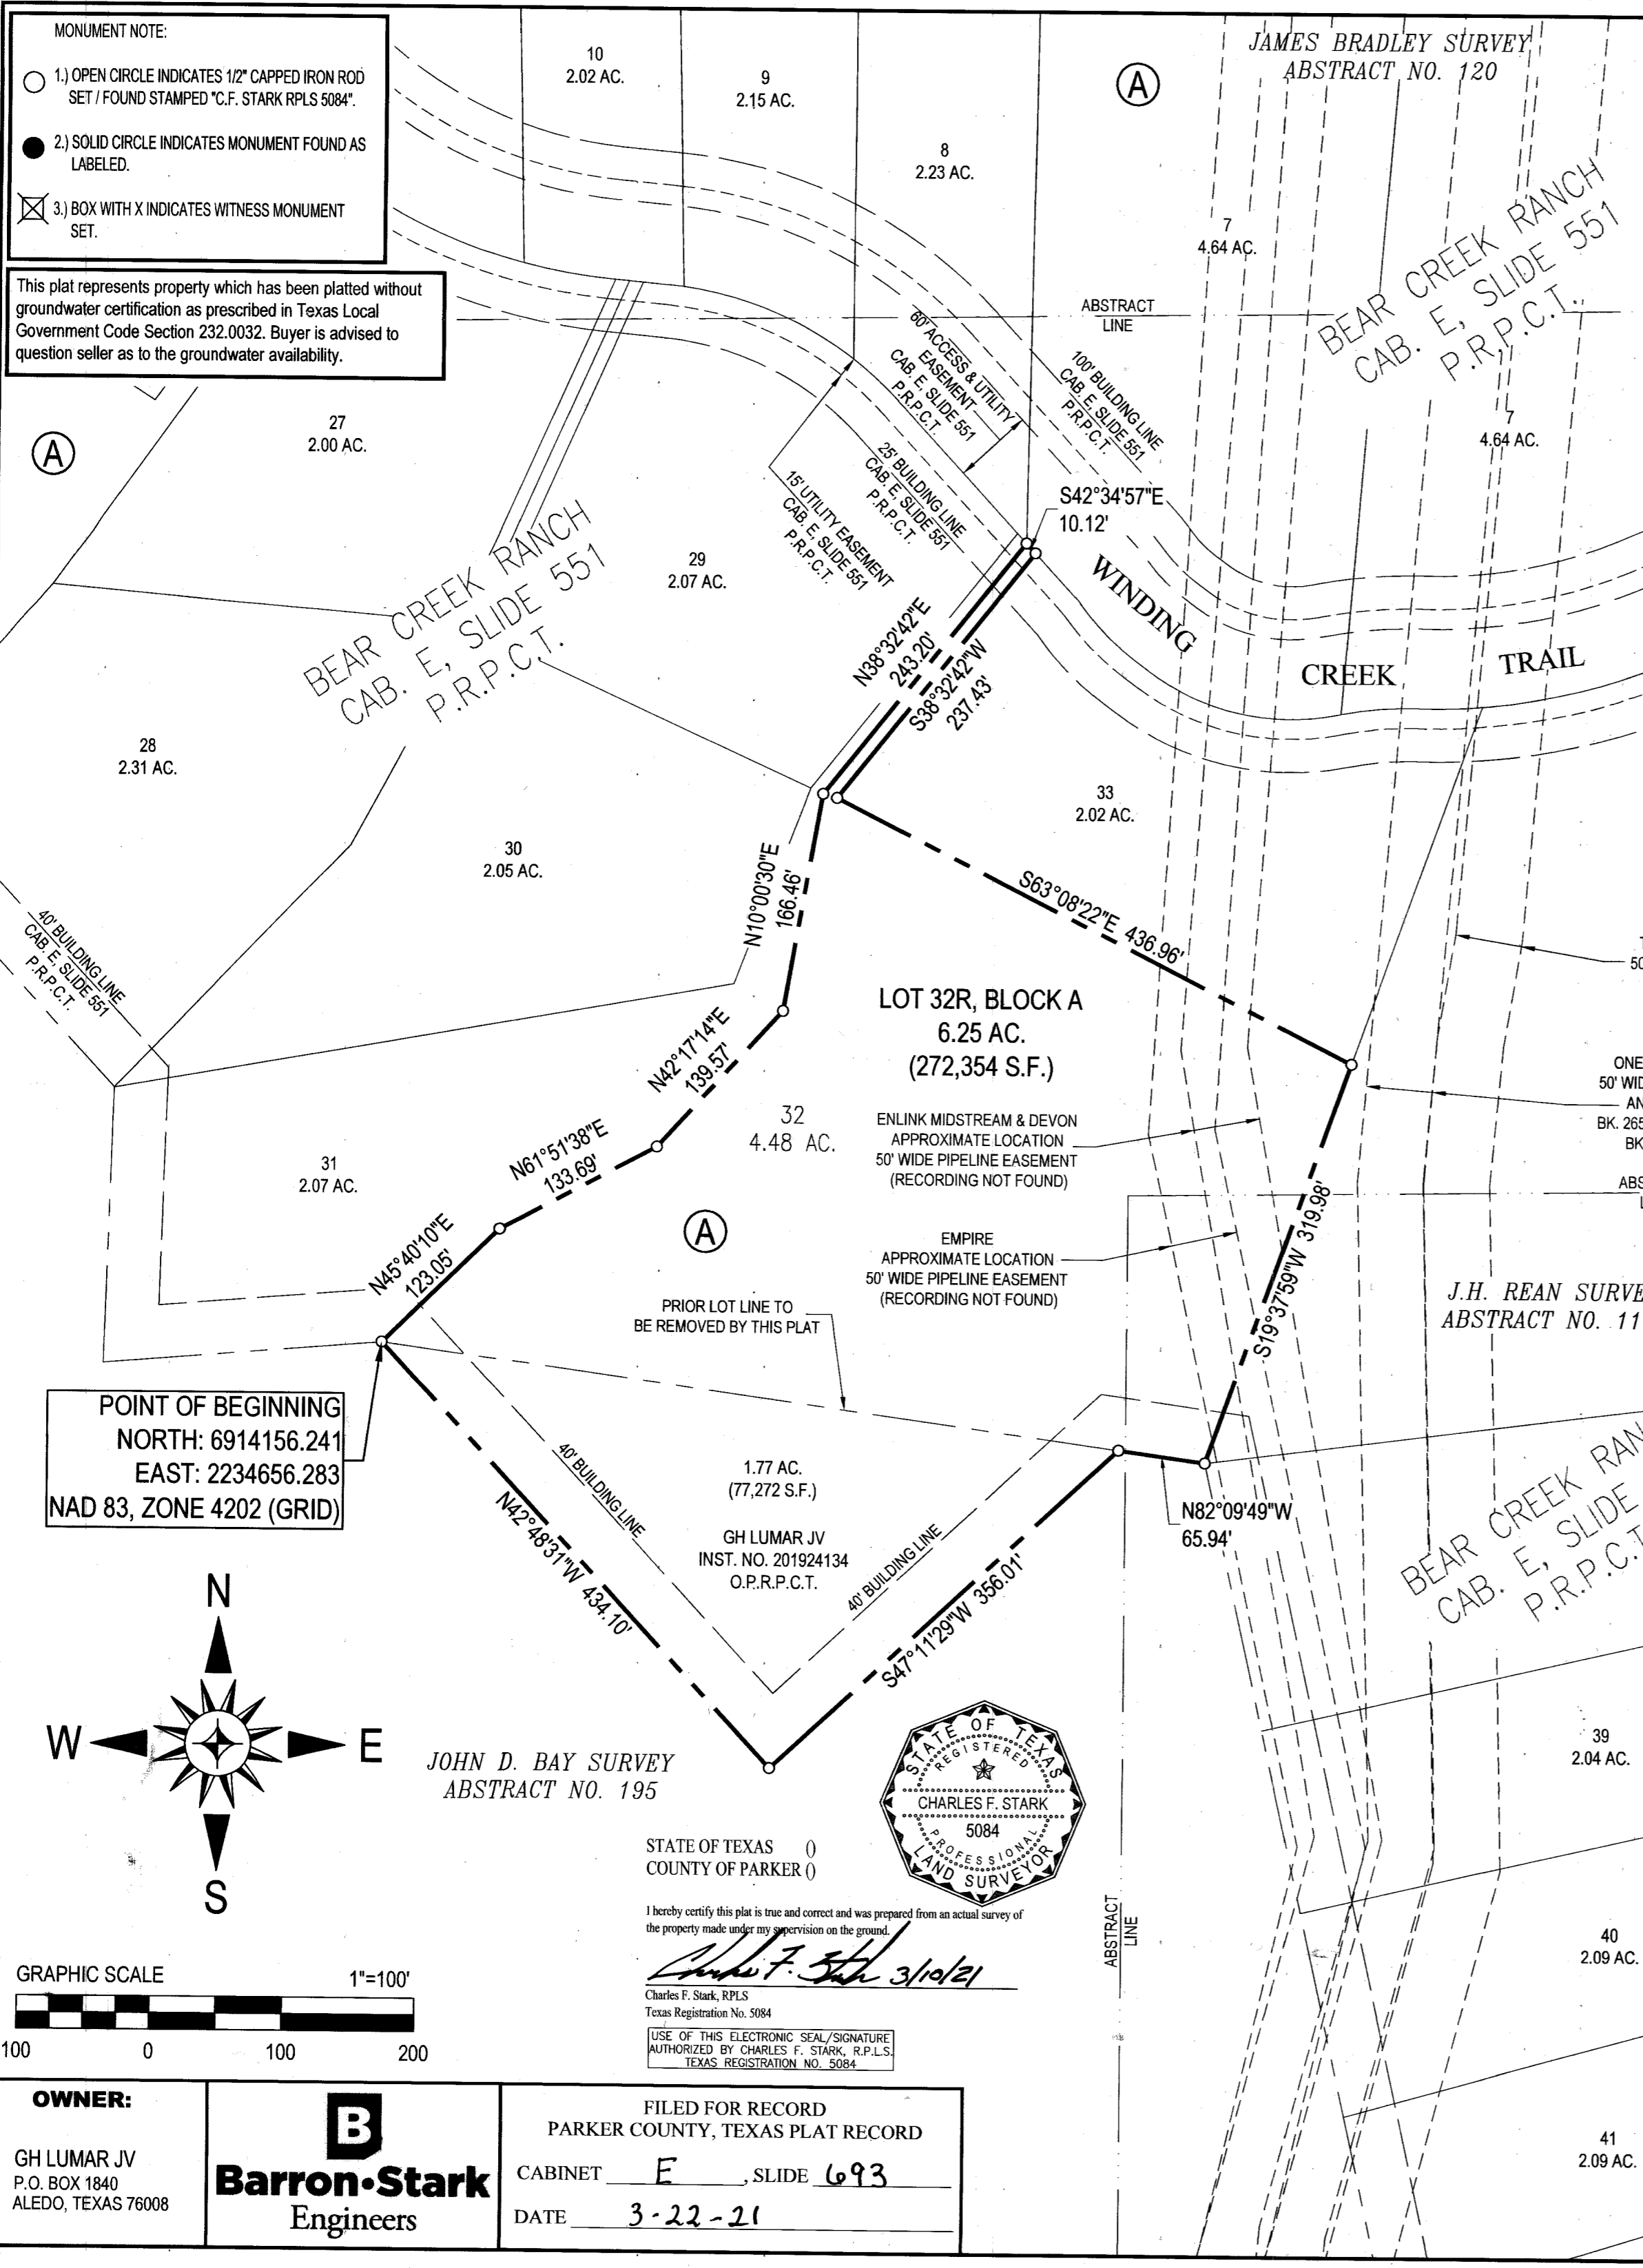 MONUMENT NOTE:
1.) OPEN CIRCLE INDICATES 1/2" CAPPED IRON ROD
SET / FOUND STAMPED "C.F. STARK RPLS 5084".
2.) SOLID CIRCLE INDICATES MONUMENT FOUND AS
LABELED.
3.) BOX WITH X INDICATES WITNESS MONUMENT
SET.
This plat represents property which has been platted without
groundwater certification as prescribed in Texas Local
Government Code Section 232.0032. Buyer is advised to
question seller as to the groundwater availability.
10
2.02 AC.
9
2.15 AC.
8
2.23 AC.
A
JAMES BRADLEY SURVEY
ABSTRACT NO. 120
7
4.64 AC.
BEAR CREEK RANCH
CAB. E, SLIDE 551
P.R.P.C.T.
ABSTRACT
LINE
7
4.64 AC.
60' ACCESS & UTILITY
EASEMENT
CAB. E, SLIDE 551
P.R.P.C.T.
100' BUILDING LINE
CAB. E, SLIDE 551
P.R.P.C.T.
25' BUILDING LINE
CAB. E, SLIDE 551
P.R.P.C.T.
15' UTILITY EASEMENT
CAB. E, SLIDE 551
P.R.P.C.T.
A
27
2.00 AC.
S42°34'57"E
10.12'
29
2.07 AC.
BEAR CREEK RANCH
CAB. E, SLIDE 551
P.R.P.C.T.
WINDING
CREEK
TRAIL
N38°32'42"E
243.20'
S38°32'42"W
237.43'
28
2.31 AC.
33
2.02 AC.
30
2.05 AC.
N10°00'30"E
166.46'
S63°08'22"E 436.96'
40' BUILDING LINE
CAB. E, SLIDE 551
P.R.P.C.T.
50
LOT 32R, BLOCK A
6.25 AC.
(272,354 S.F.)
N42°17'14"E
139.57'
ONE
50' WID
AN
BK. 265
BK
32
4.48 AC.
ENLINK MIDSTREAM & DEVON
APPROXIMATE LOCATION
50' WIDE PIPELINE EASEMENT
(RECORDING NOT FOUND)
N61°51'38"E
133.69'
31
2.07 AC.
ABS
S19°37'59"W 319.98'
A
EMPIRE
APPROXIMATE LOCATION
50' WIDE PIPELINE EASEMENT
(RECORDING NOT FOUND)
N45°40'10"E
123.05'
J.H. REAN SURVE
ABSTRACT NO. 11
PRIOR LOT LINE TO
BE REMOVED BY THIS PLAT
POINT OF BEGINNING
NORTH: 6914156.241
EAST: 2234656.283
NAD 83, ZONE 4202 (GRID)
40' BUILDING LINE
1.77 AC.
(77,272 S.F.)
GH LUMAR JV
INST. NO. 201924134
O.P.R.P.C.T.
40' BUILDING LINE
N82°09'49"W
65.94'
BEAR CREEK RAN
CAB. E, SLIDE
P.R.P.C.T
N42°48'31"W 434.10'
S47°11'29"W 356.01'
N
W
E
S
JOHN D. BAY SURVEY
ABSTRACT NO. 195
STATE OF TEXAS
REGISTERED
CHARLES F. STARK
5084
PROFESSIONAL
LAND SURVEYOR
39
2.04 AC.
STATE OF TEXAS ()
COUNTY OF PARKER ()
I hereby certify this plat is true and correct and was prepared from an actual survey of
the property made under my supervision on the ground.
Charles F. Stark 3/10/21
Charles F. Stark, RPLS
Texas Registration No. 5084
USE OF THIS ELECTRONIC SEAL/SIGNATURE
AUTHORIZED BY CHARLES F. STARK, R.P.L.S.
TEXAS REGISTRATION NO. 5084
ABSTRACT
LINE
40
2.09 AC.
GRAPHIC SCALE 1"=100'
100 0 100 200
41
2.09 AC.
OWNER:
GH LUMAR JV
P.O. BOX 1840
ALEDO, TEXAS 76008
B
Barron•Stark
Engineers
FILED FOR RECORD
PARKER COUNTY, TEXAS PLAT RECORD
CABINET E, SLIDE 693
DATE 3-22-21